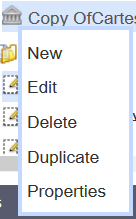 Copy OfCartes
New
Edit
Delete
Duplicate
Properties